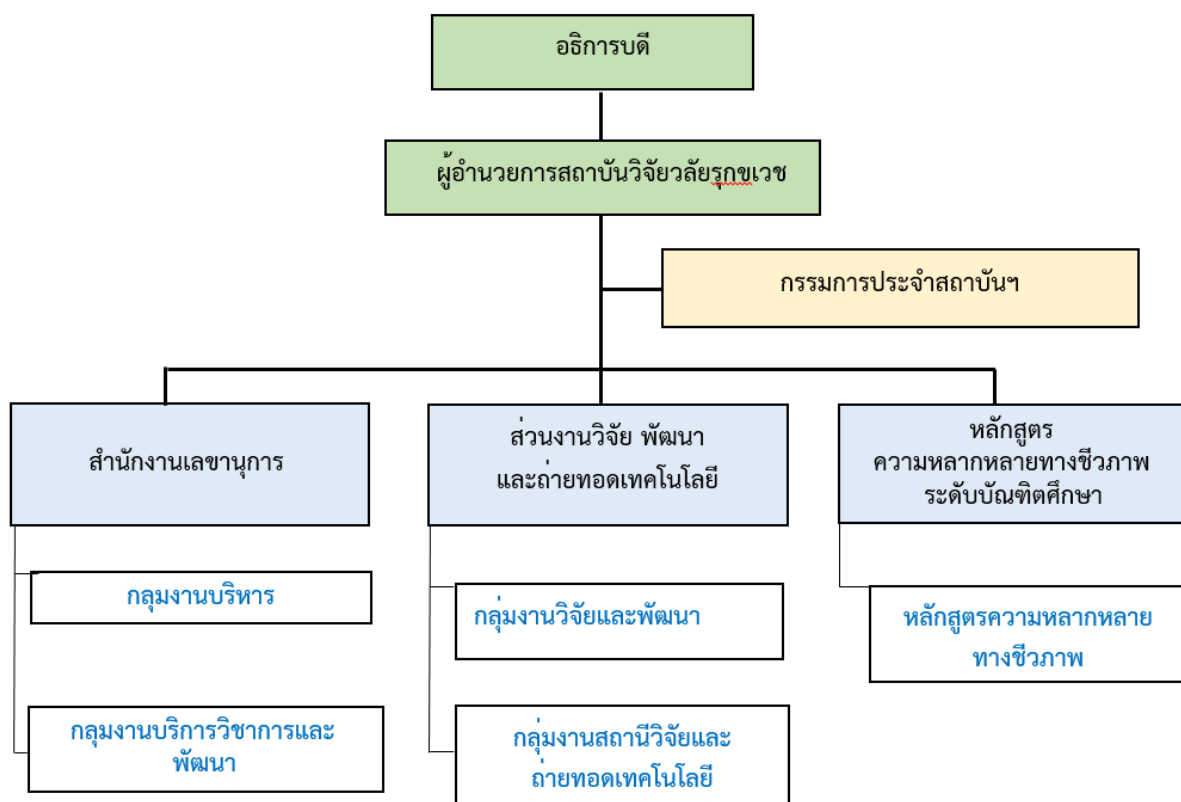 อธิการบดี
ผู้อำนวยการสถาบันวิจัยวลัยรุกขเวช
กรรมการประจำสถาบันฯ
สำนักงานเลขานุการ
ส่วนงานวิจัย พัฒนา
และถ่ายทอดเทคโนโลยี
หลักสูตร
ความหลากหลายทางชีวภาพ
ระดับบัณฑิตศึกษา
กลุมงานบริหาร
กลุ่มงานวิจัยและพัฒนา
หลักสูตรความหลากหลาย
ทางชีวภาพ
กลุมงานบริการวิชาการและ
พัฒนา
กลุ่มงานสถานีวิจัยและ
ถ่ายทอดเทคโนโลยี